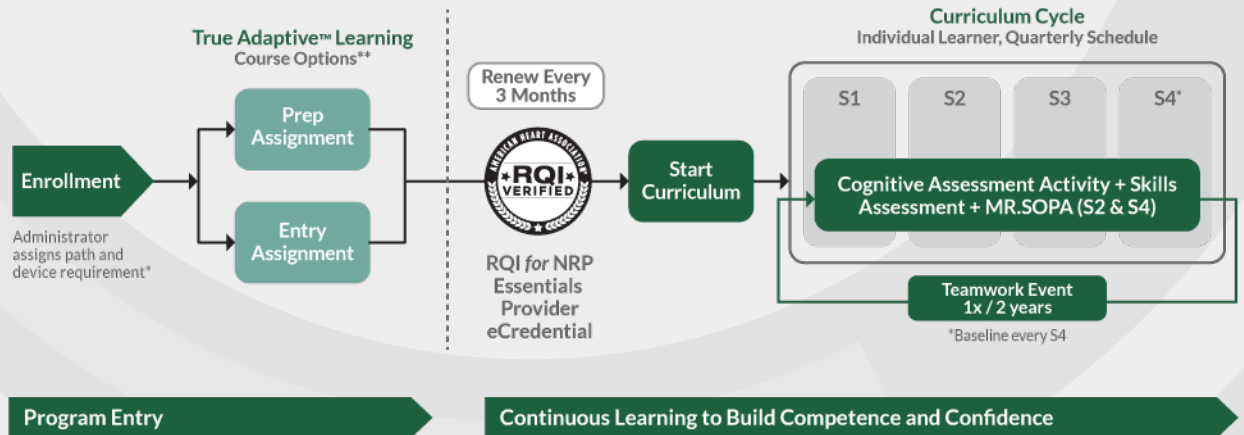 True Adaptive™ Learning
Course Options**
Enrollment
Administrator
assigns path and
device requirement*
Prep
Assignment
Entry
Assignment
Renew Every
3 Months
AMERICAN HEART ASSOCIATION®
RQI
VERIFIED
RQI for NRP
Essentials
Provider
eCredential
Start
Curriculum
Curriculum Cycle
Individual Learner, Quarterly Schedule
S1
S2
S3
S4*
Cognitive Assessment Activity + Skills
Assessment + MR.SOPA (S2 & S4)
Teamwork Event
1x / 2 years
*Baseline every S4
Program Entry
Continuous Learning to Build Competence and Confidence